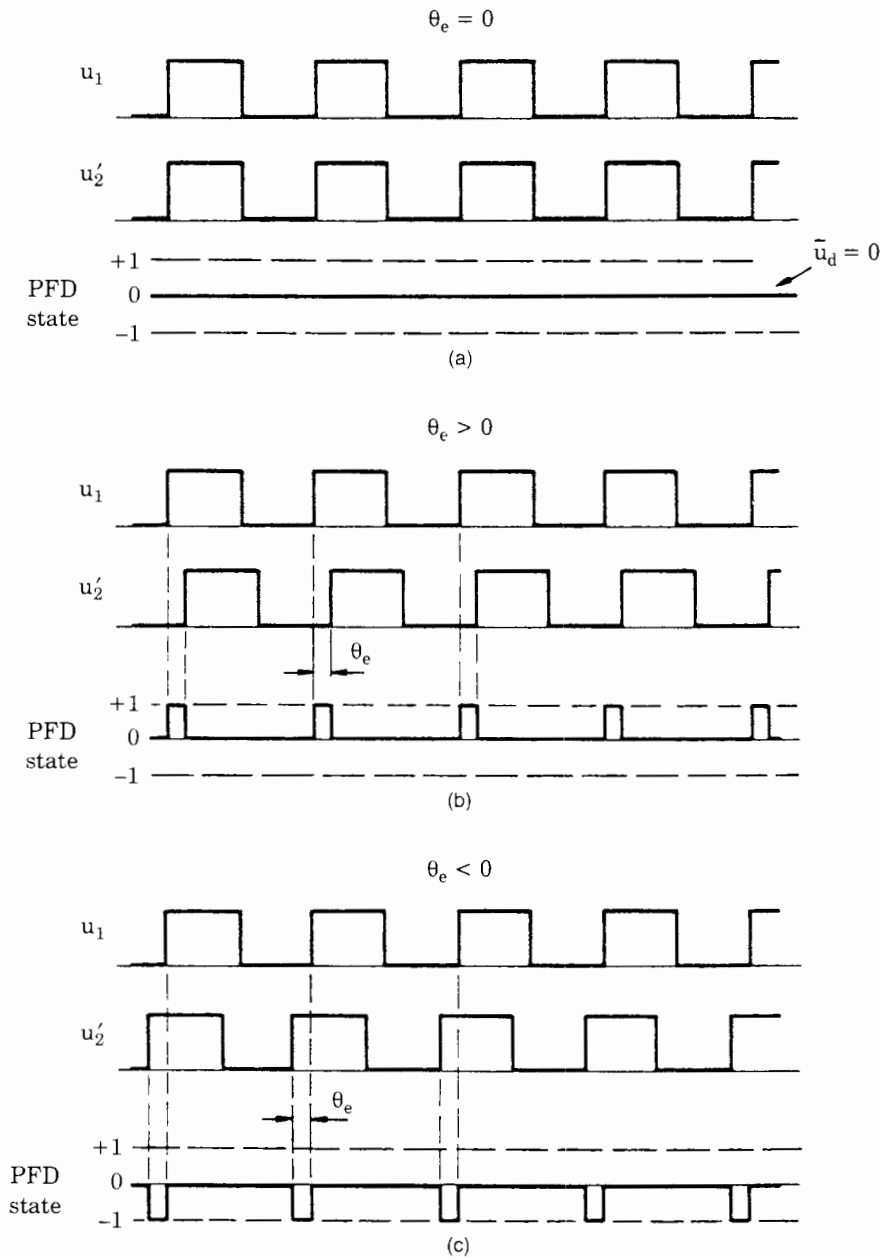 θe = 0
u1
u2′
+1
ūd = 0
PFD state
0
−1
(a)
θe > 0
u1
u2′
θe
+1
PFD state
0
−1
(b)
θe < 0
u1
u2′
θe
+1
PFD state
0
−1
(c)